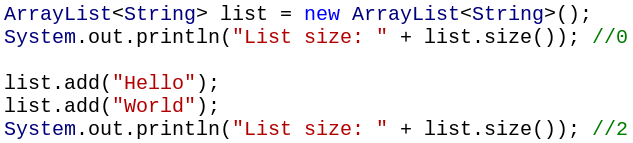 ArrayList<String> list = new ArrayList<String>();
System.out.println("List size: " + list.size()); //0
list.add("Hello");
list.add("World");
System.out.println("List size: " + list.size()); //2